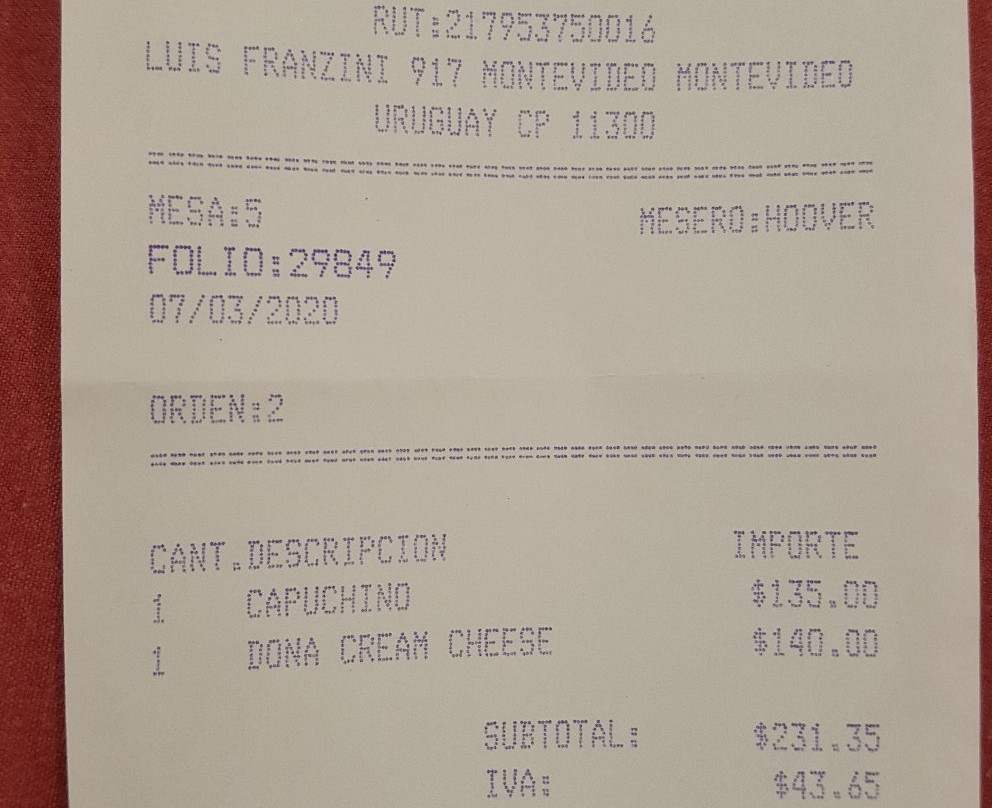 RUT:217953750016
LUIS FRANZINI 917 MONTEVIDEO MONTEVIDEO
URUGUAY CP 11300
MESA:5 MESERO:HOOVER
FOLIO:29849
07/03/2020
ORDEN:2
CANT.DESCRIPCION IMPORTE
1 CAPUCHINO $135.00
1 DONA CREAM CHEESE $140.00
SUBTOTAL: $231.35
IVA: $43.65